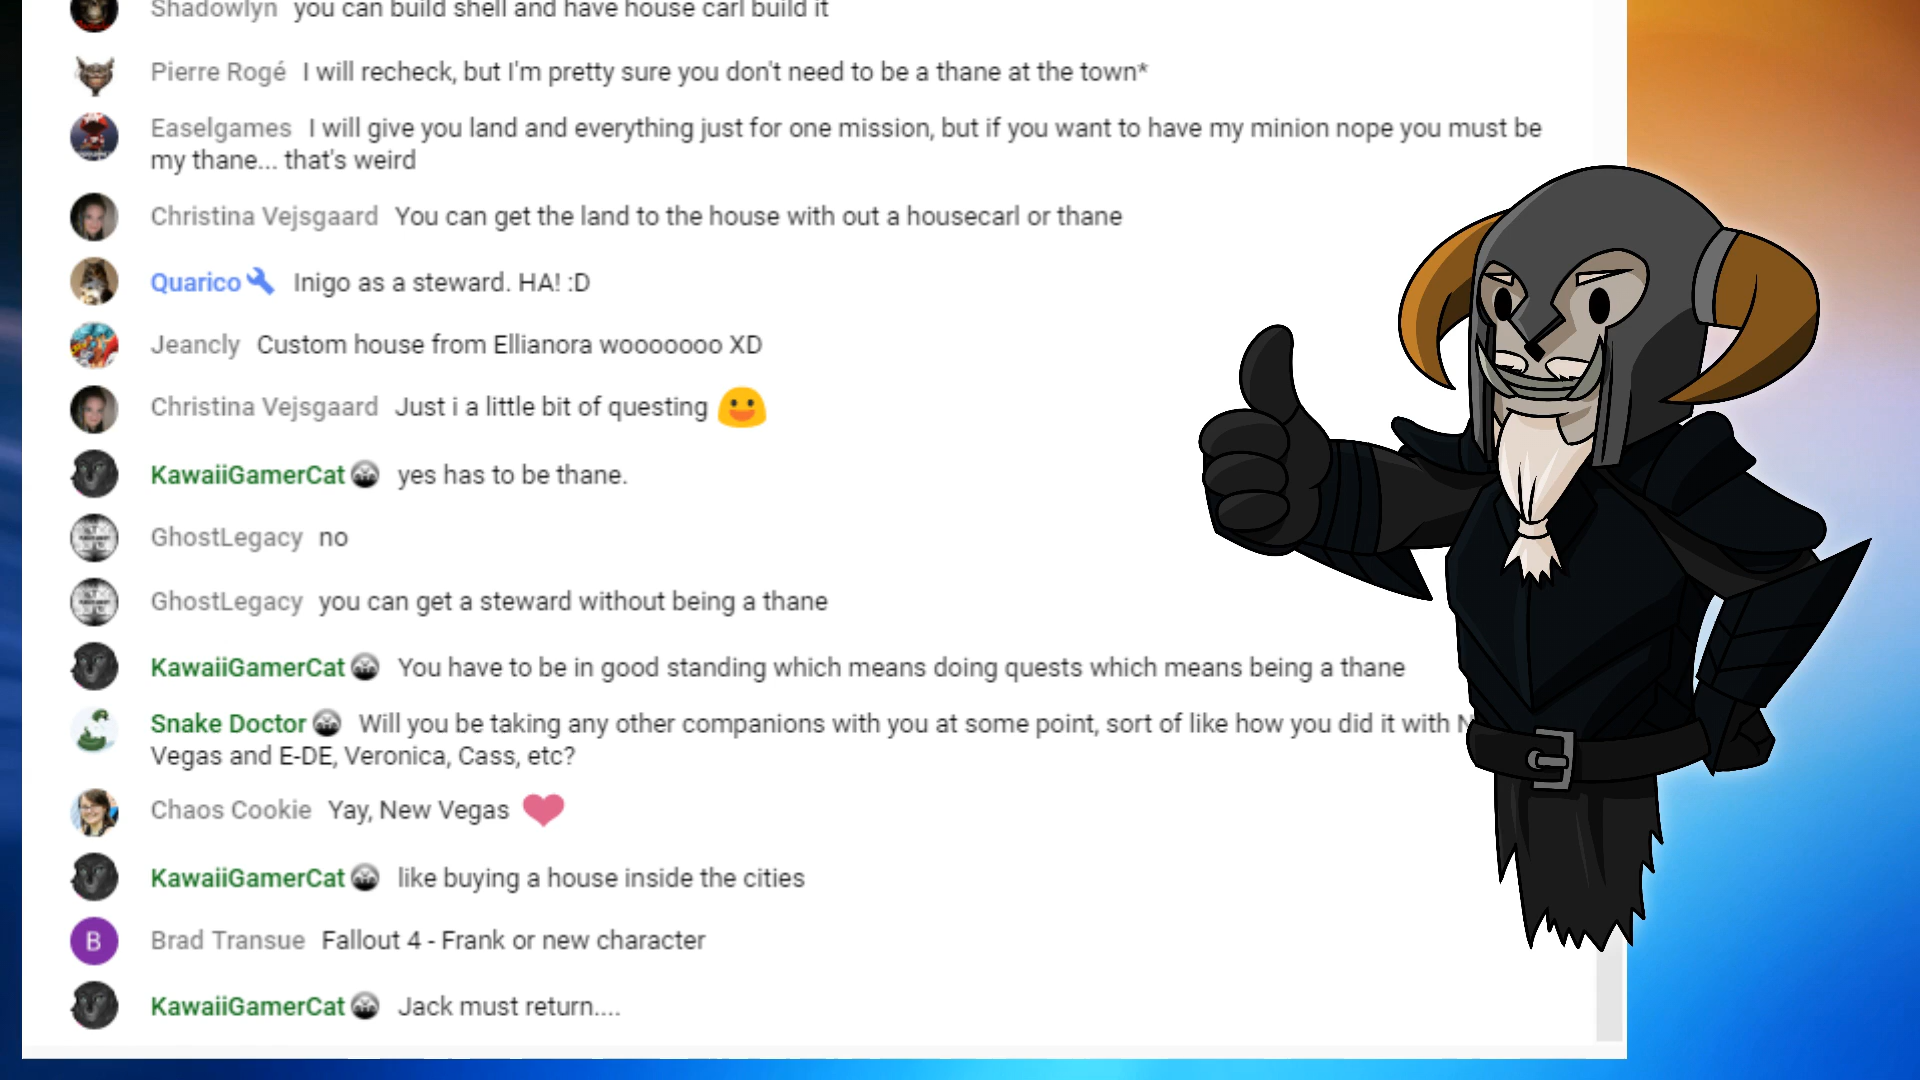 Shadowlyn you can build shell and have house carl build it
Pierre Rogé I will recheck, but I'm pretty sure you don't need to be a thane at the town*
Easelgames I will give you land and everything just for one mission, but if you want to have my minion nope you must be
my thane... that's weird
Christina Vejsgaard You can get the land to the house with out a housecarl or thane
Quarico Inigo as a steward. HA! :D
Jeancly Custom house from Ellianora wooooooo XD
Christina Vejsgaard Just i a little bit of questing
KawaiiGamerCat yes has to be thane.
GhostLegacy no
GhostLegacy you can get a steward without being a thane
KawaiiGamerCat You have to be in good standing which means doing quests which means being a thane
Snake Doctor Will you be taking any other companions with you at some point, sort of like how you did it with
Vegas and E-DE, Veronica, Cass, etc?
Chaos Cookie Yay, New Vegas
KawaiiGamerCat like buying a house inside the cities
B Brad Transue Fallout 4 - Frank or new character
KawaiiGamerCat Jack must return....